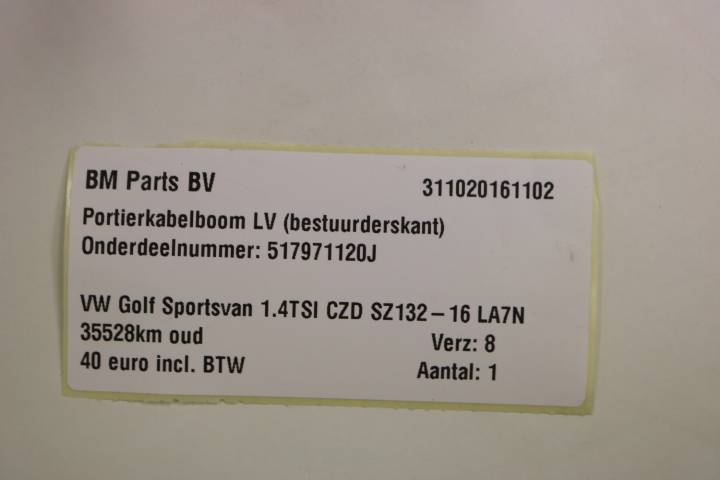 BM Parts BV 311020161102
Portierkabelboom LV (bestuurderskant)
Onderdeelnummer: 517971120J
VW Golf Sportsvan 1.4TSI CZD SZ132-16 LA7N
35528km oud Verz: 8
40 euro incl. BTW Aantal: 1